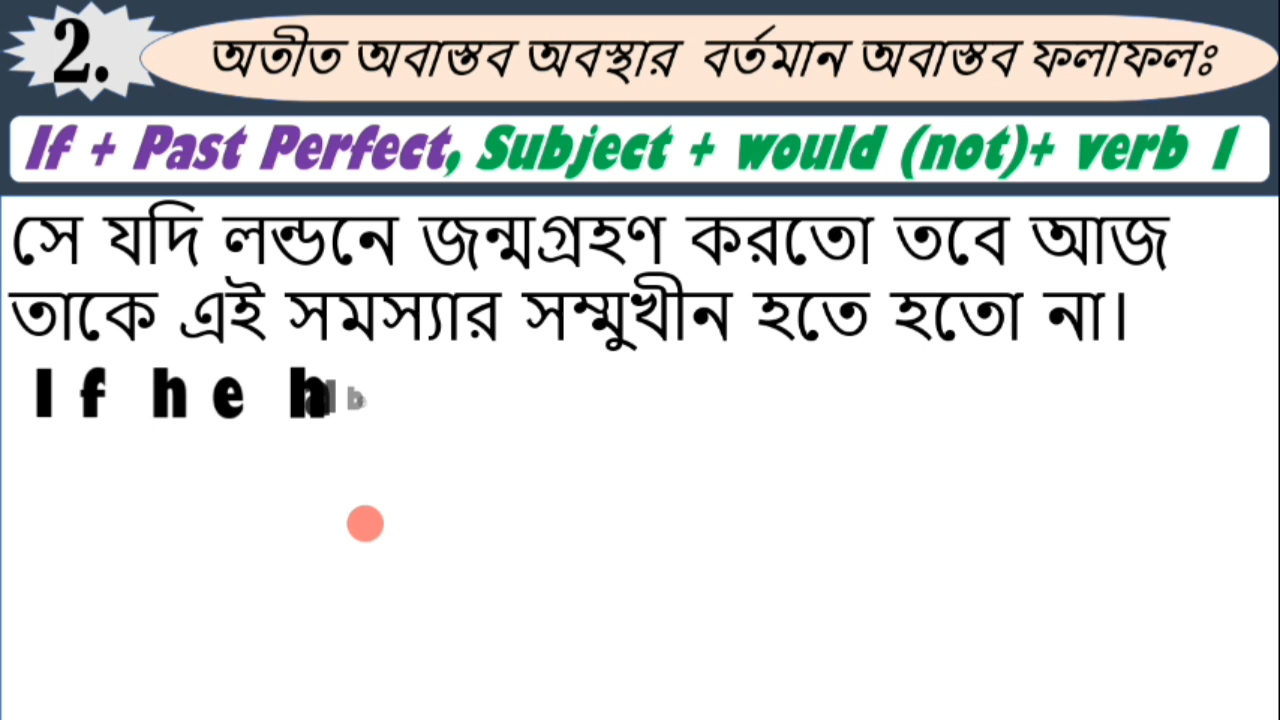 2.
অতীত অবাস্তব অবস্থার বর্তমান অবাস্তব ফলাফলঃ
If + Past Perfect, Subject + would (not)+ verb 1
সে যদি লন্ডনে জন্মগ্রহণ করতো তবে আজ
তাকে এই সমস্যার সম্মুখীন হতে হতো না।
If he